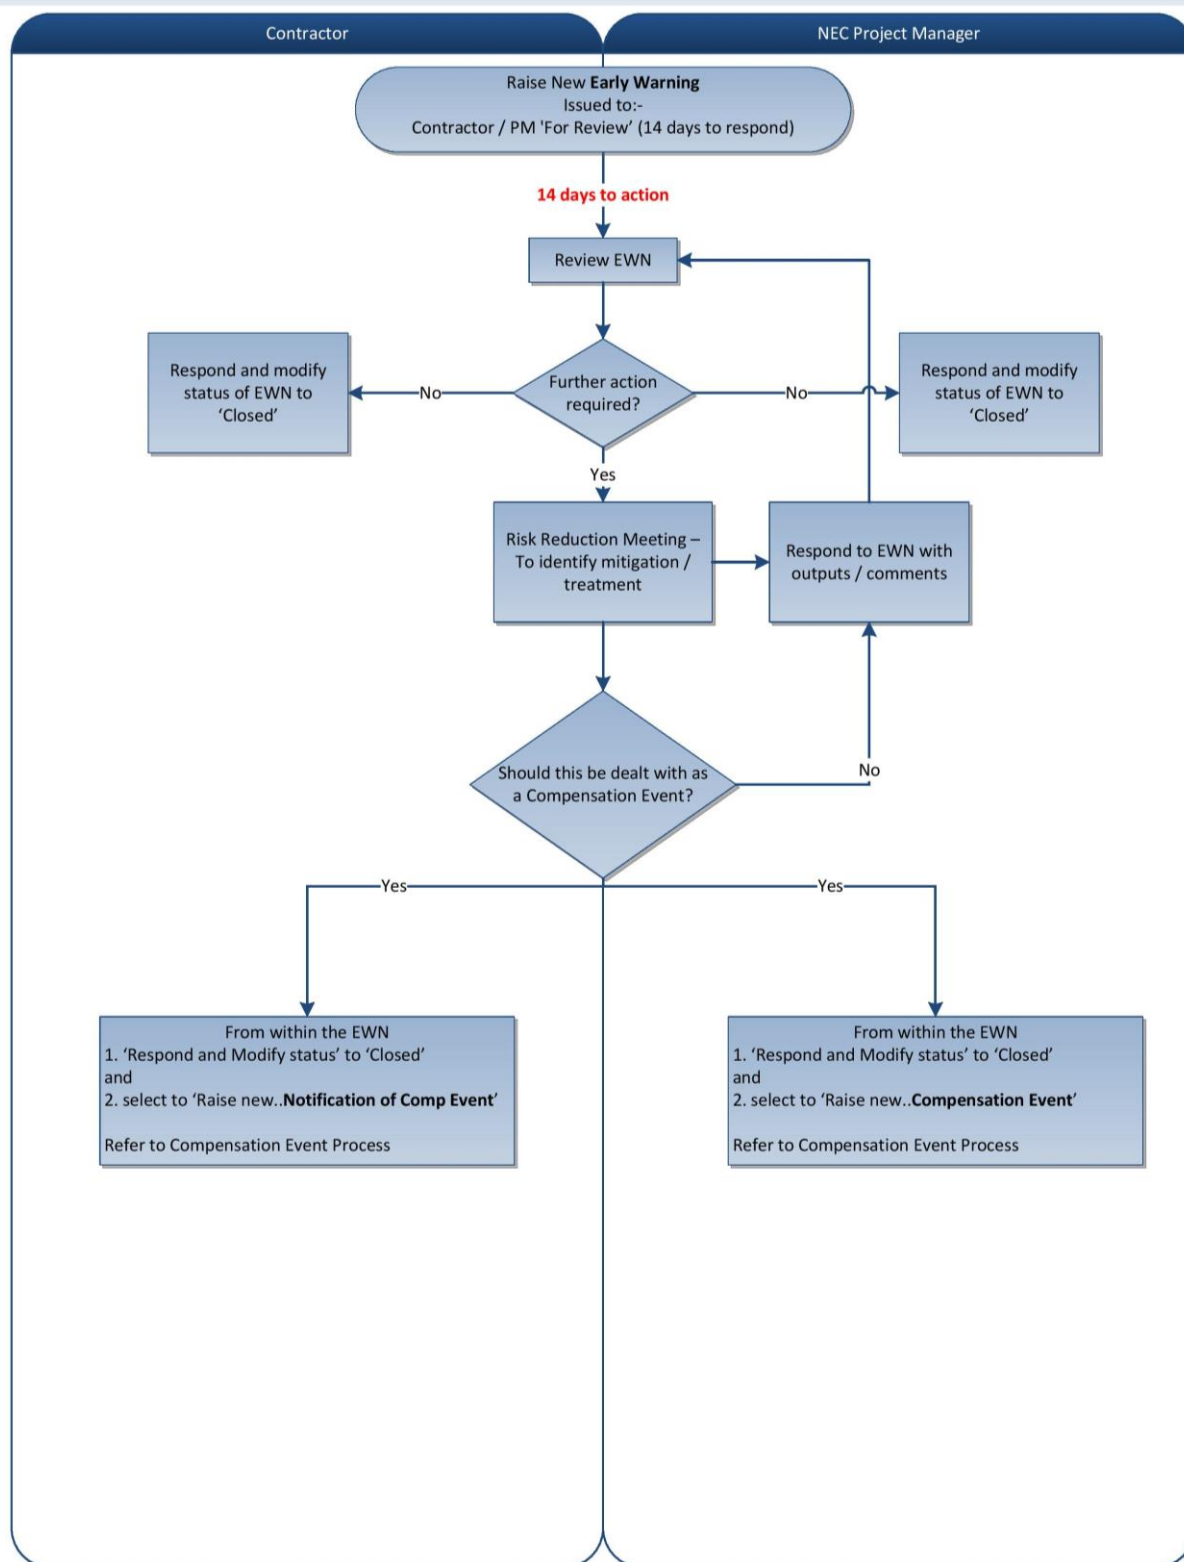 Contractor
NEC Project Manager
Raise New Early Warning
Issued to:-
Contractor / PM 'For Review’ (14 days to respond)
14 days to action
Review EWN
Respond and modify
status of EWN to
‘Closed’
No
Further action
required?
No
Respond and modify
status of EWN to
‘Closed’
Yes
Risk Reduction Meeting –
To identify mitigation /
treatment
Respond to EWN with
outputs / comments
Should this be dealt with as
a Compensation Event?
No
Yes
Yes
From within the EWN
1. ‘Respond and Modify status’ to ‘Closed’
and
2. select to ‘Raise new..Notification of Comp Event’
Refer to Compensation Event Process
From within the EWN
1. ‘Respond and Modify status’ to ‘Closed’
and
2. select to ‘Raise new..Compensation Event’
Refer to Compensation Event Process